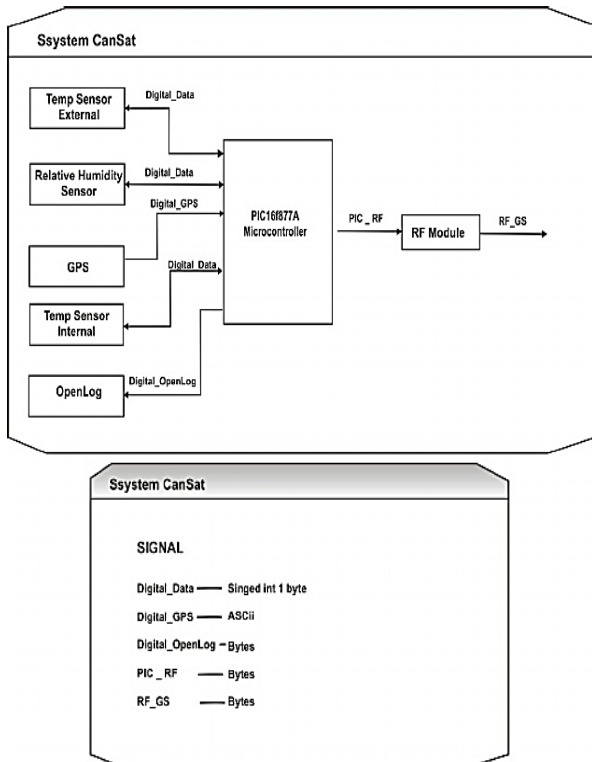 Ssystem CanSat
Temp Sensor
External
Digital_Data
Relative Humidity
Sensor
Digital_Data
Digital_GPS
GPS
Digital_Data
Temp Sensor
Internal
OpenLog
Digital_OpenLog
PIC16f877A
Microcontroller
PIC _ RF
RF Module
RF_GS
Ssystem CanSat
SIGNAL
Digital_Data Singed int 1 byte
Digital_GPS ASCii
Digital_OpenLog Bytes
PIC _ RF Bytes
RF_GS Bytes